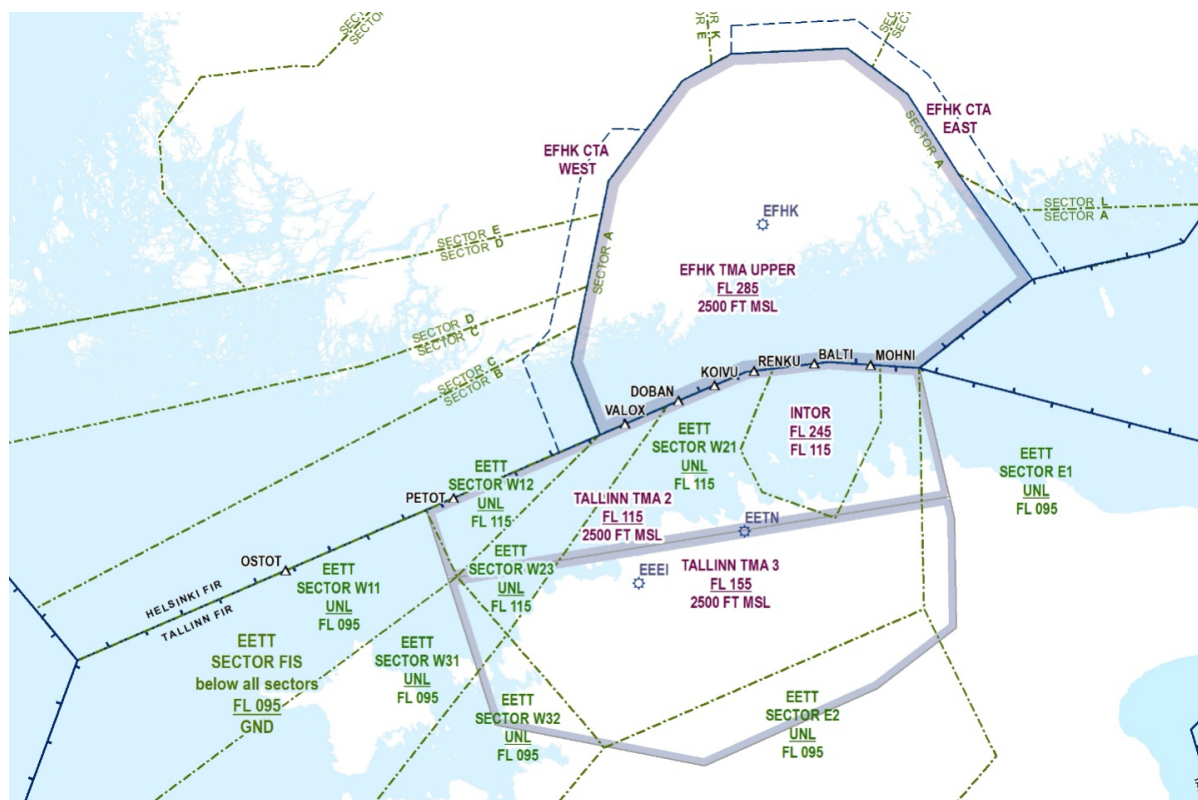 SECTOR
SECTOR
OR K
OR E
SECTOR
SECTOR
EFHK CTA
EAST
SECTOR A
EFHK CTA
WEST
SECTOR L
SECTOR A
EFHK
SECTOR E
SECTOR D
SECTOR A
EFHK TMA UPPER
FL 285
2500 FT MSL
SECTOR D
SECTOR C
SECTOR C
SECTOR B
MOHNI
BALTI
RENKU
KOIVU
DOBAN
VALOX
INTOR
FL 245
FL 115
EETT
SECTOR W21
UNL
FL 115
EETT
SECTOR E1
UNL
FL 095
EETT
SECTOR W12
UNL
FL 115
PETOT
TALLINN TMA 2
FL 115
2500 FT MSL
EETN
EETT
SECTOR W23
UNL
FL 115
EEEI
TALLINN TMA 3
FL 155
2500 FT MSL
OSTOT
HELSINKI FIR
TALLINN FIR
EETT
SECTOR W11
UNL
FL 095
EETT
SECTOR FIS
below all sectors
FL 095
GND
EETT
SECTOR W31
UNL
FL 095
EETT
SECTOR W32
UNL
FL 095
EETT
SECTOR E2
UNL
FL 095